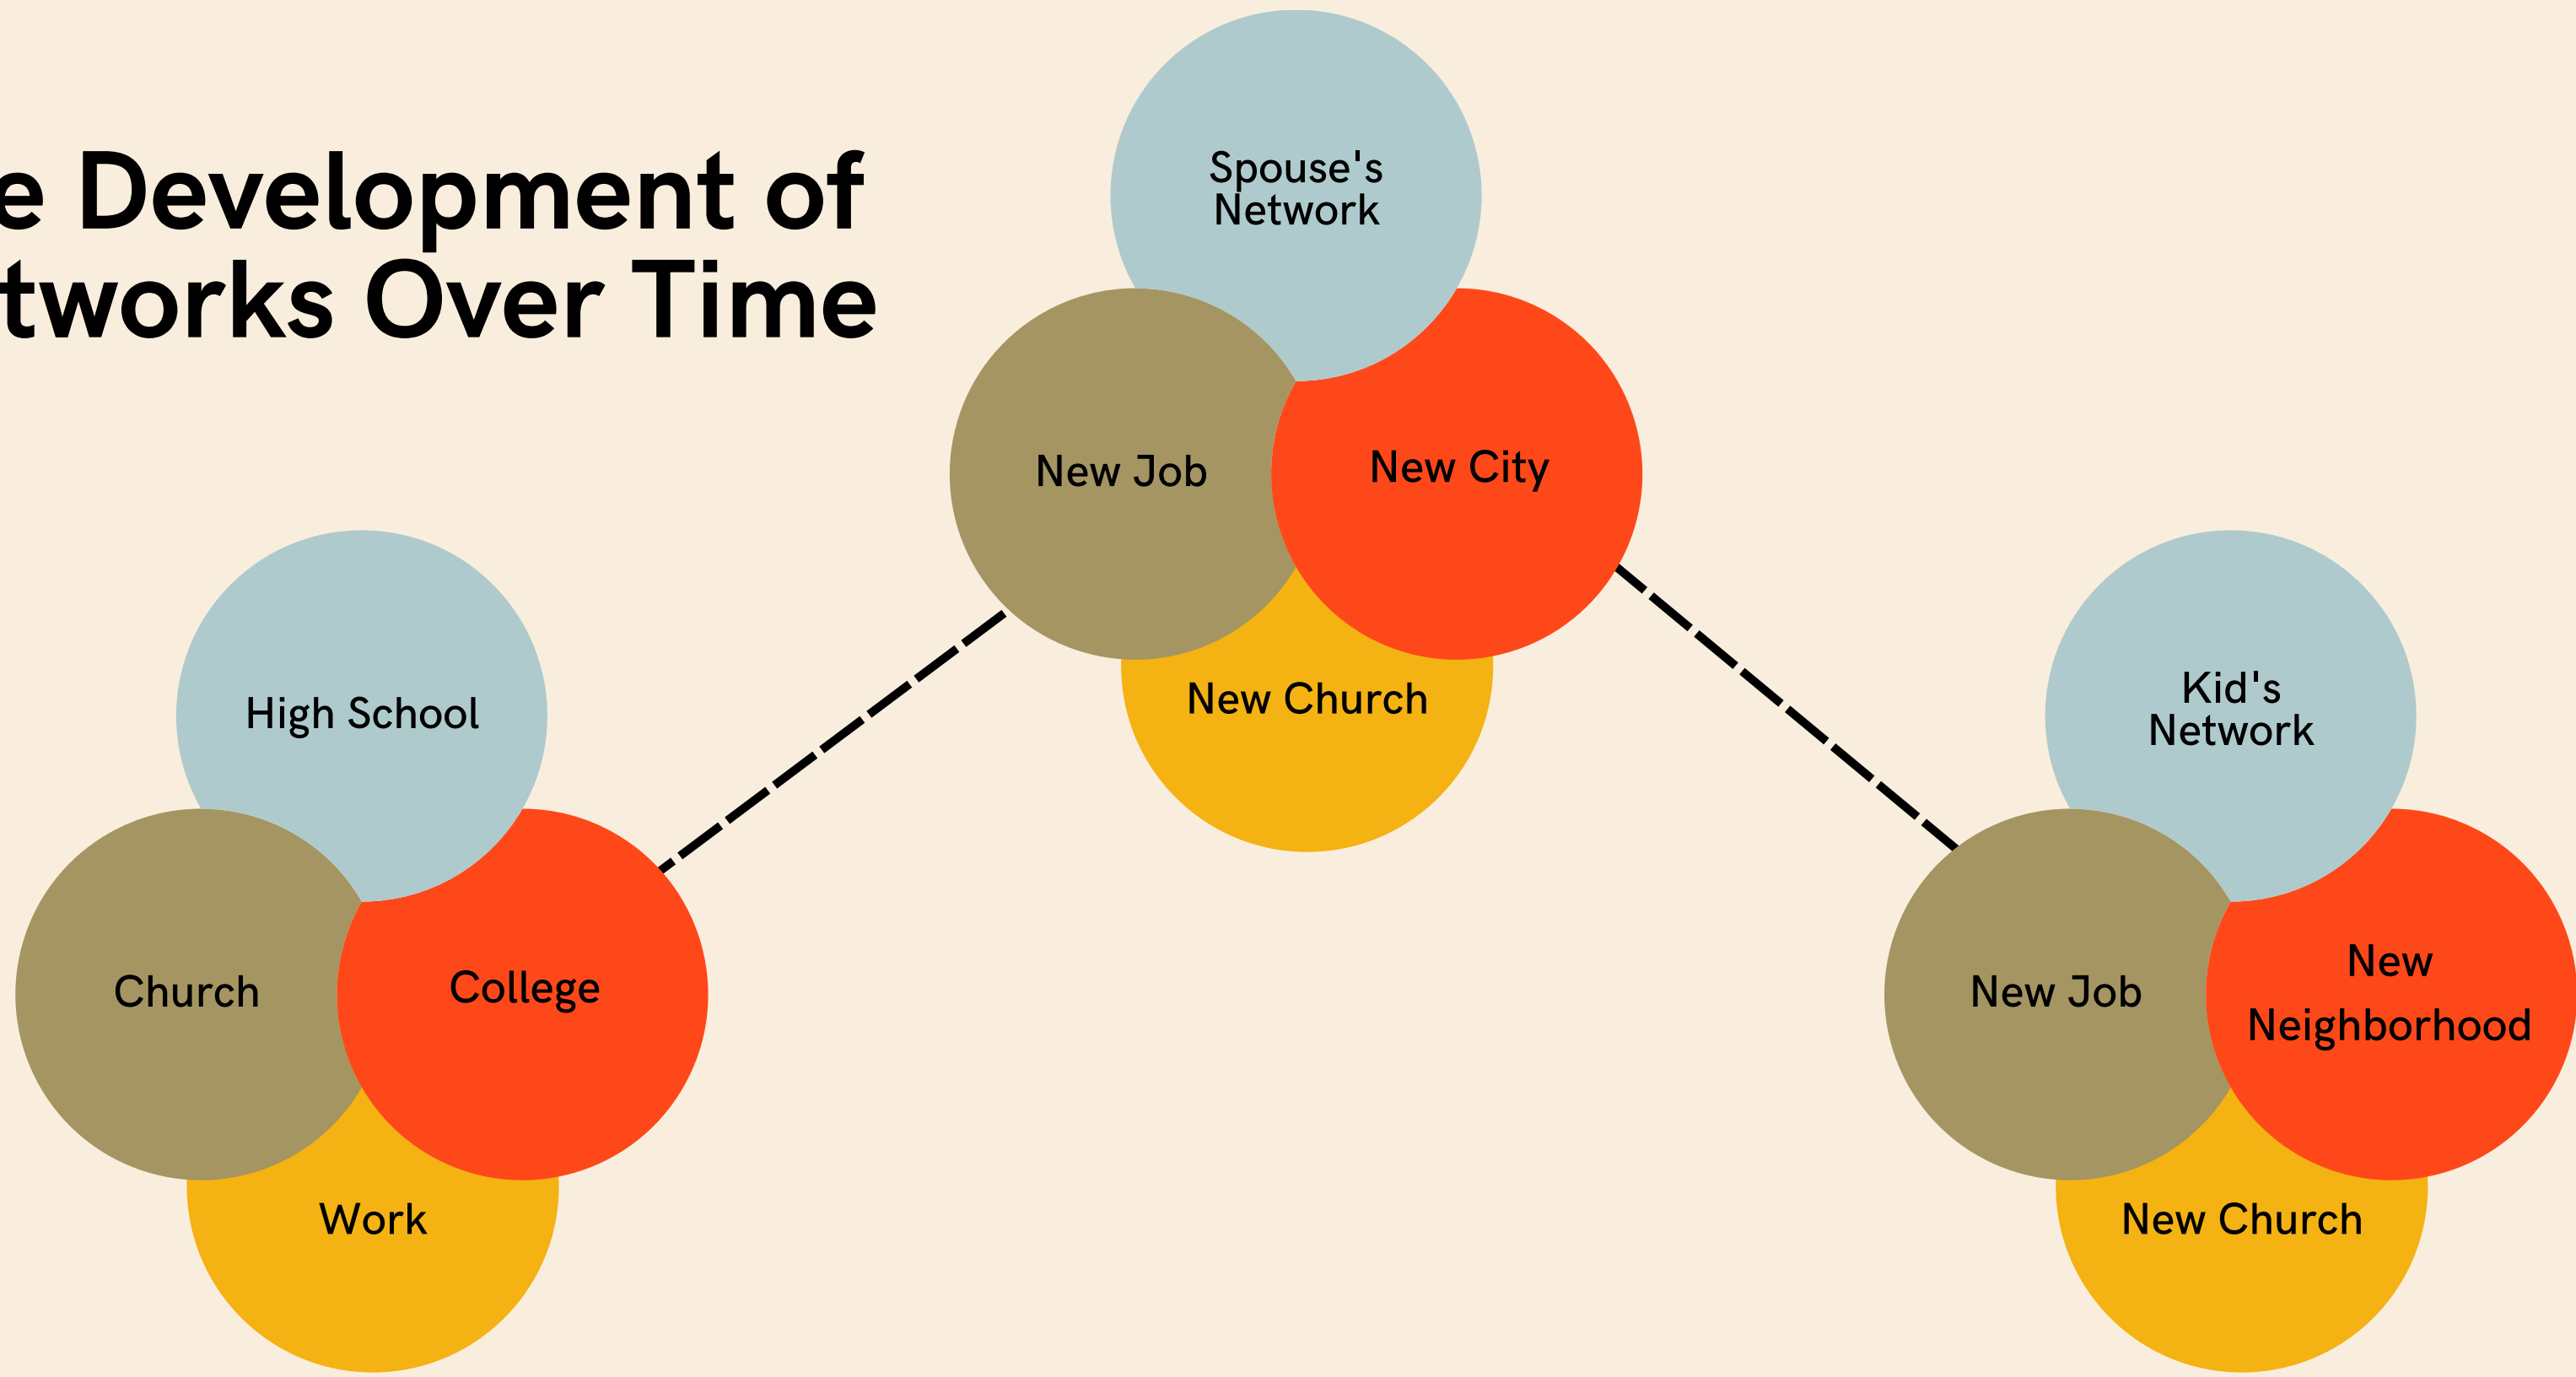 e Development of
tworks Over Time
Spouse's
Network
New Job
New City
New Church
High School
Church
College
Work
Kid's
Network
New Job
New
Neighborhood
New Church